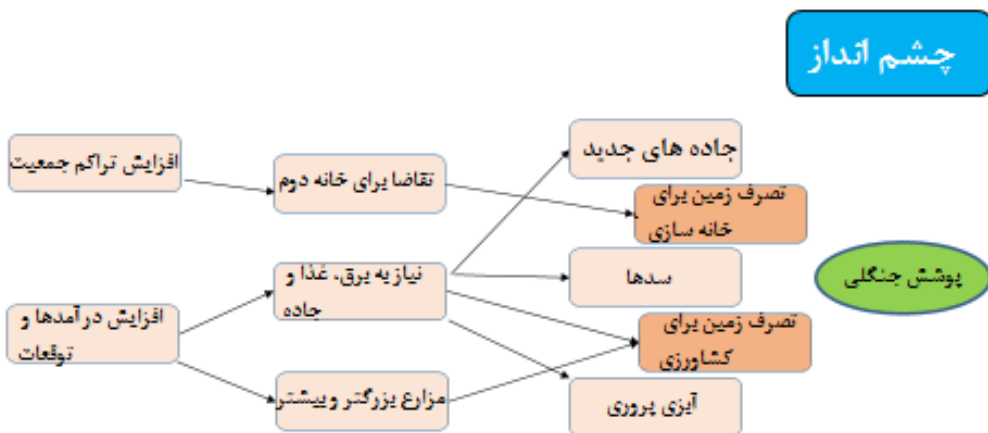 چشم انداز
افزایش تراکم جمعیت
تقاضا برای خانه دوم
جاده های جدید
تصرف زمین برای
خانه سازی
افزایش درآمدها و
توقعات
نیاز به برق، غذا و
جاده
سدها
پوشش جنگلی
مزارع بزرگتر و بیشتر
تصرف زمین برای
کشاورزی
آبزی پروری